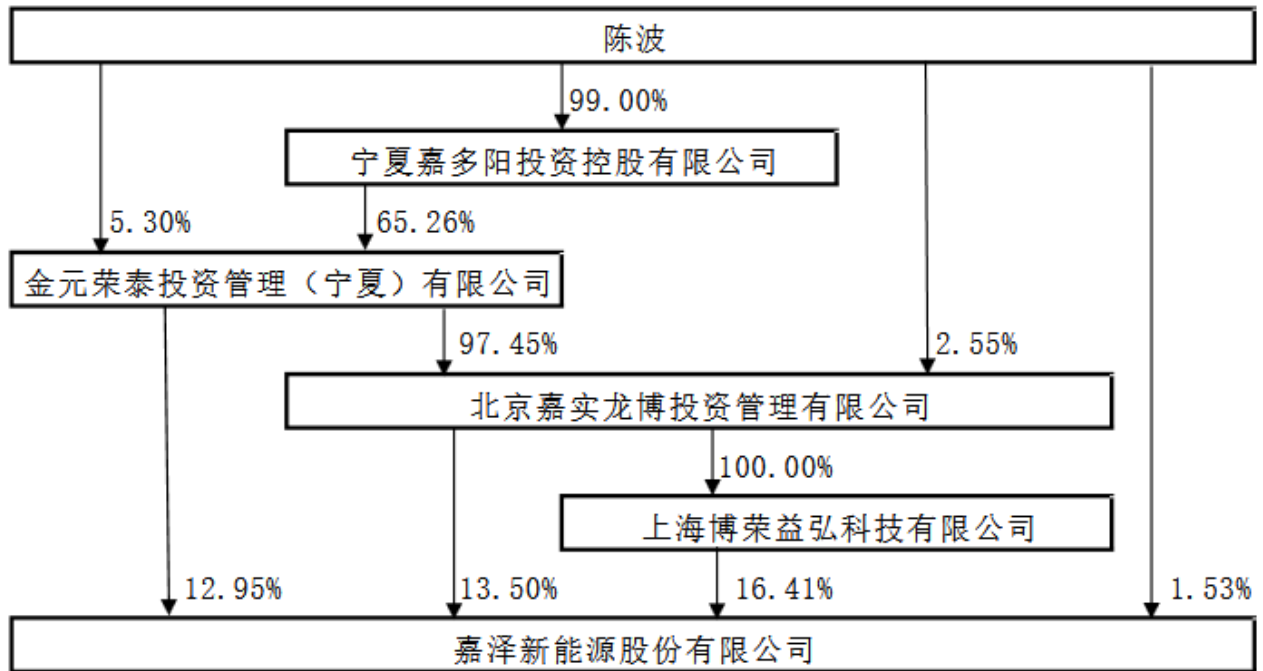 陈波
99.00%
宁夏嘉多阳投资控股有限公司
5.30%
65.26%
金元荣泰投资管理（宁夏）有限公司
97.45%
2.55%
北京嘉实龙博投资管理有限公司
100.00%
上海博荣益弘科技有限公司
12.95%
13.50%
16.41%
1.53%
嘉泽新能源股份有限公司